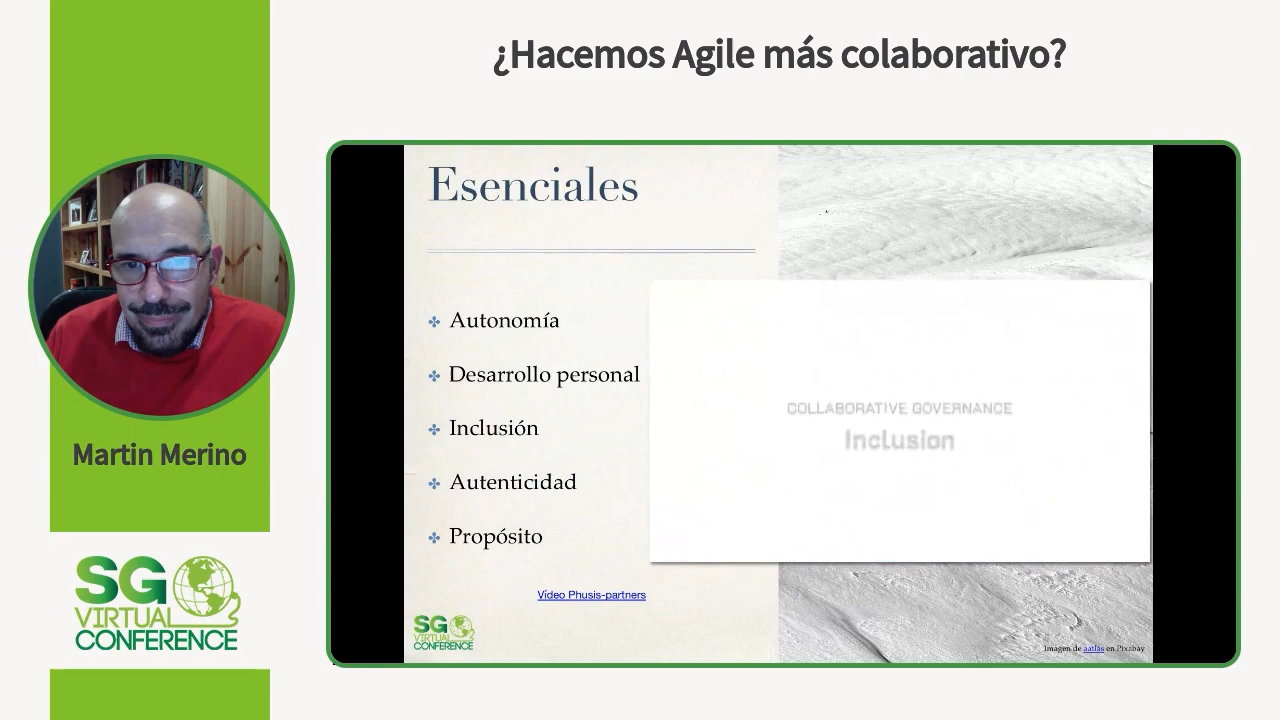 ¿Hacemos Agile más colaborativo?
Esenciales
Autonomía
Desarrollo personal
Inclusión
Autenticidad
Propósito
COLLABORATIVE GOVERNANCE
Inclusion
Vídeo Phusis-partners
SG
VIRTUAL
CONFERENCE
Imagen de aatlas en Pixabay
Martin Merino
SG
VIRTUAL
CONFERENCE